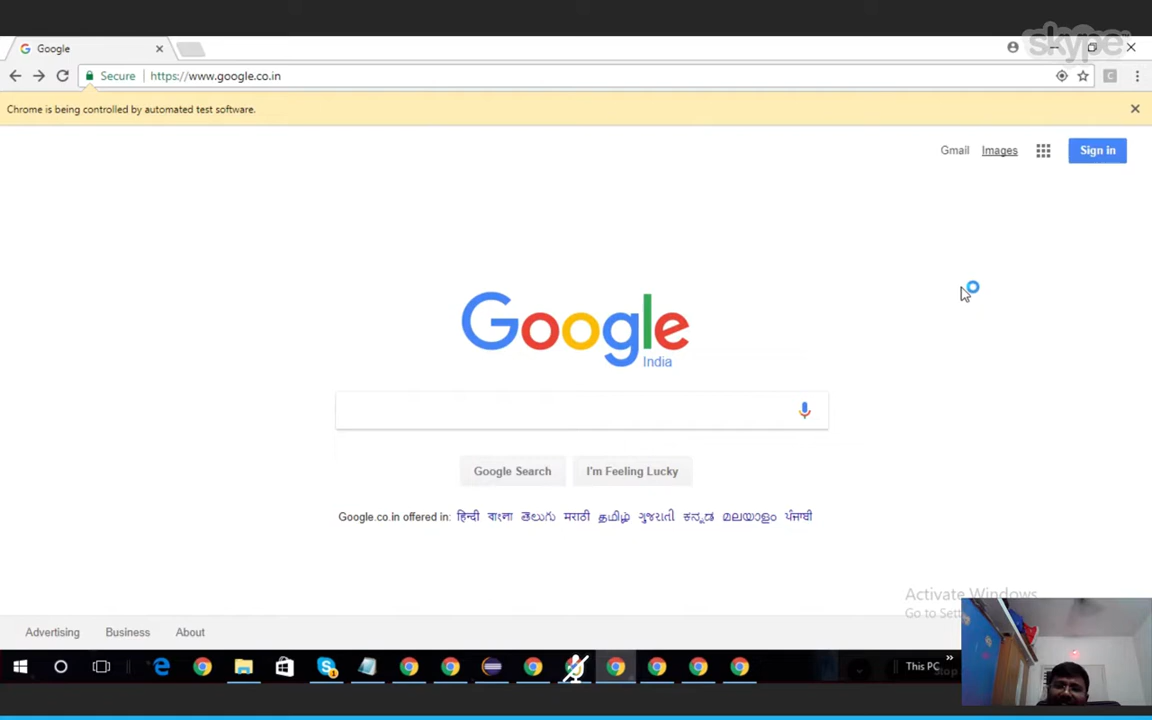 skype
Google
Secure https://www.google.co.in
Chrome is being controlled by automated test software.
Gmail Images Sign in
Google
India
Google Search I'm Feeling Lucky
Google.co.in offered in: हिन्दी বাংলা తెలుగు मराठी தமிழ் ગુજરાતી ಕನ್ನಡ മലയാളം ਪੰਜਾਬੀ
Activate Windows
Go to
Advertising Business About
This PC
Stop